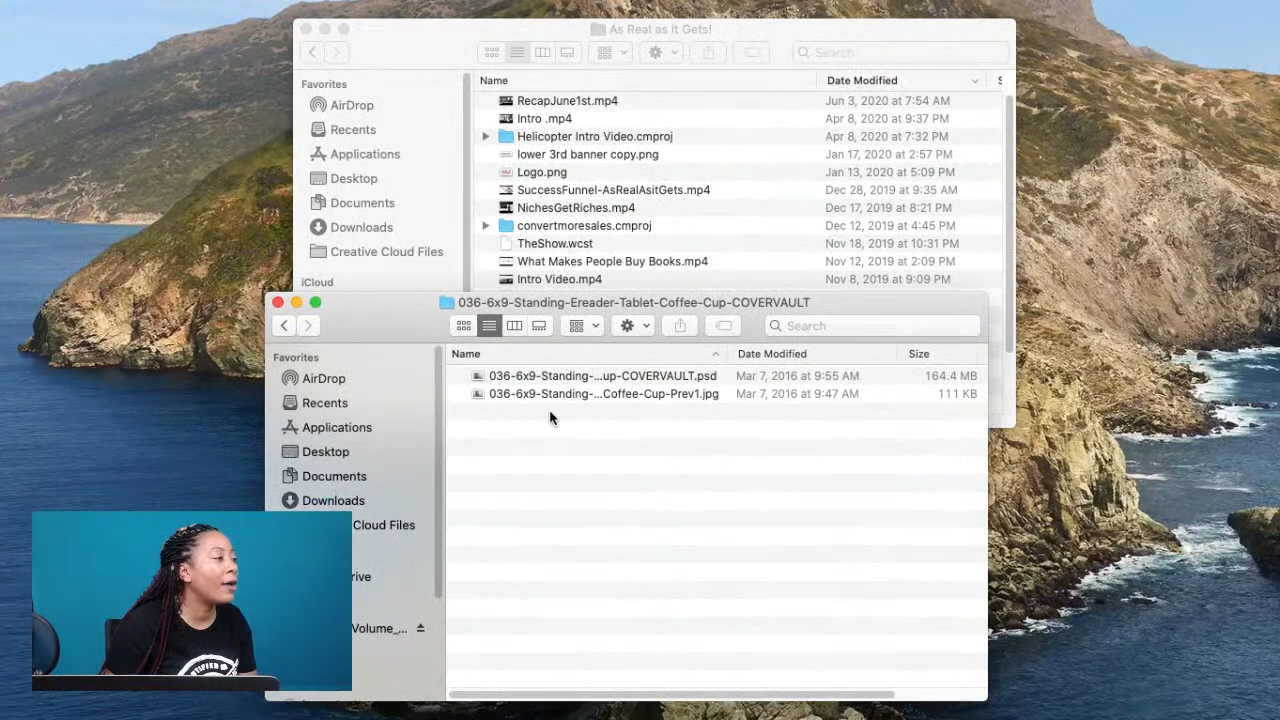 As Real as It Gets!
Search
Favorites
AirDrop
Recents
Applications
Desktop
Documents
Downloads
Creative Cloud Files
iCloud
Name Date Modified S
RecapJune1st.mp4 Jun 3, 2020 at 7:54 AM
Intro .mp4 Apr 8, 2020 at 9:37 PM
Helicopter Intro Video.cmproj Apr 8, 2020 at 7:32 PM
lower 3rd banner copy.png Jan 17, 2020 at 2:57 PM
Logo.png Jan 13, 2020 at 5:09 PM
SuccessFunnel-AsRealAsitGets.mp4 Dec 28, 2019 at 9:35 AM
NichesGetRiches.mp4 Dec 17, 2019 at 8:21 PM
convertmoresales.cmproj Dec 12, 2019 at 4:45 PM
TheShow.wcst Nov 18, 2019 at 10:31 PM
What Makes People Buy Books.mp4 Nov 12, 2019 at 2:09 PM
Intro Video.mp4 Nov 8, 2019 at 9:09 PM
036-6x9-Standing-Ereader-Tablet-Coffee-Cup-COVERVAULT
Search
Favorites
AirDrop
Recents
Applications
Desktop
Documents
Downloads
Cloud Files
rive
Volume_...
Name Date Modified Size
036-6x9-Standing-...up-COVERVAULT.psd Mar 7, 2016 at 9:55 AM 164.4 MB
036-6x9-Standing-...Coffee-Cup-Prev1.jpg Mar 7, 2016 at 9:47 AM 111 KB